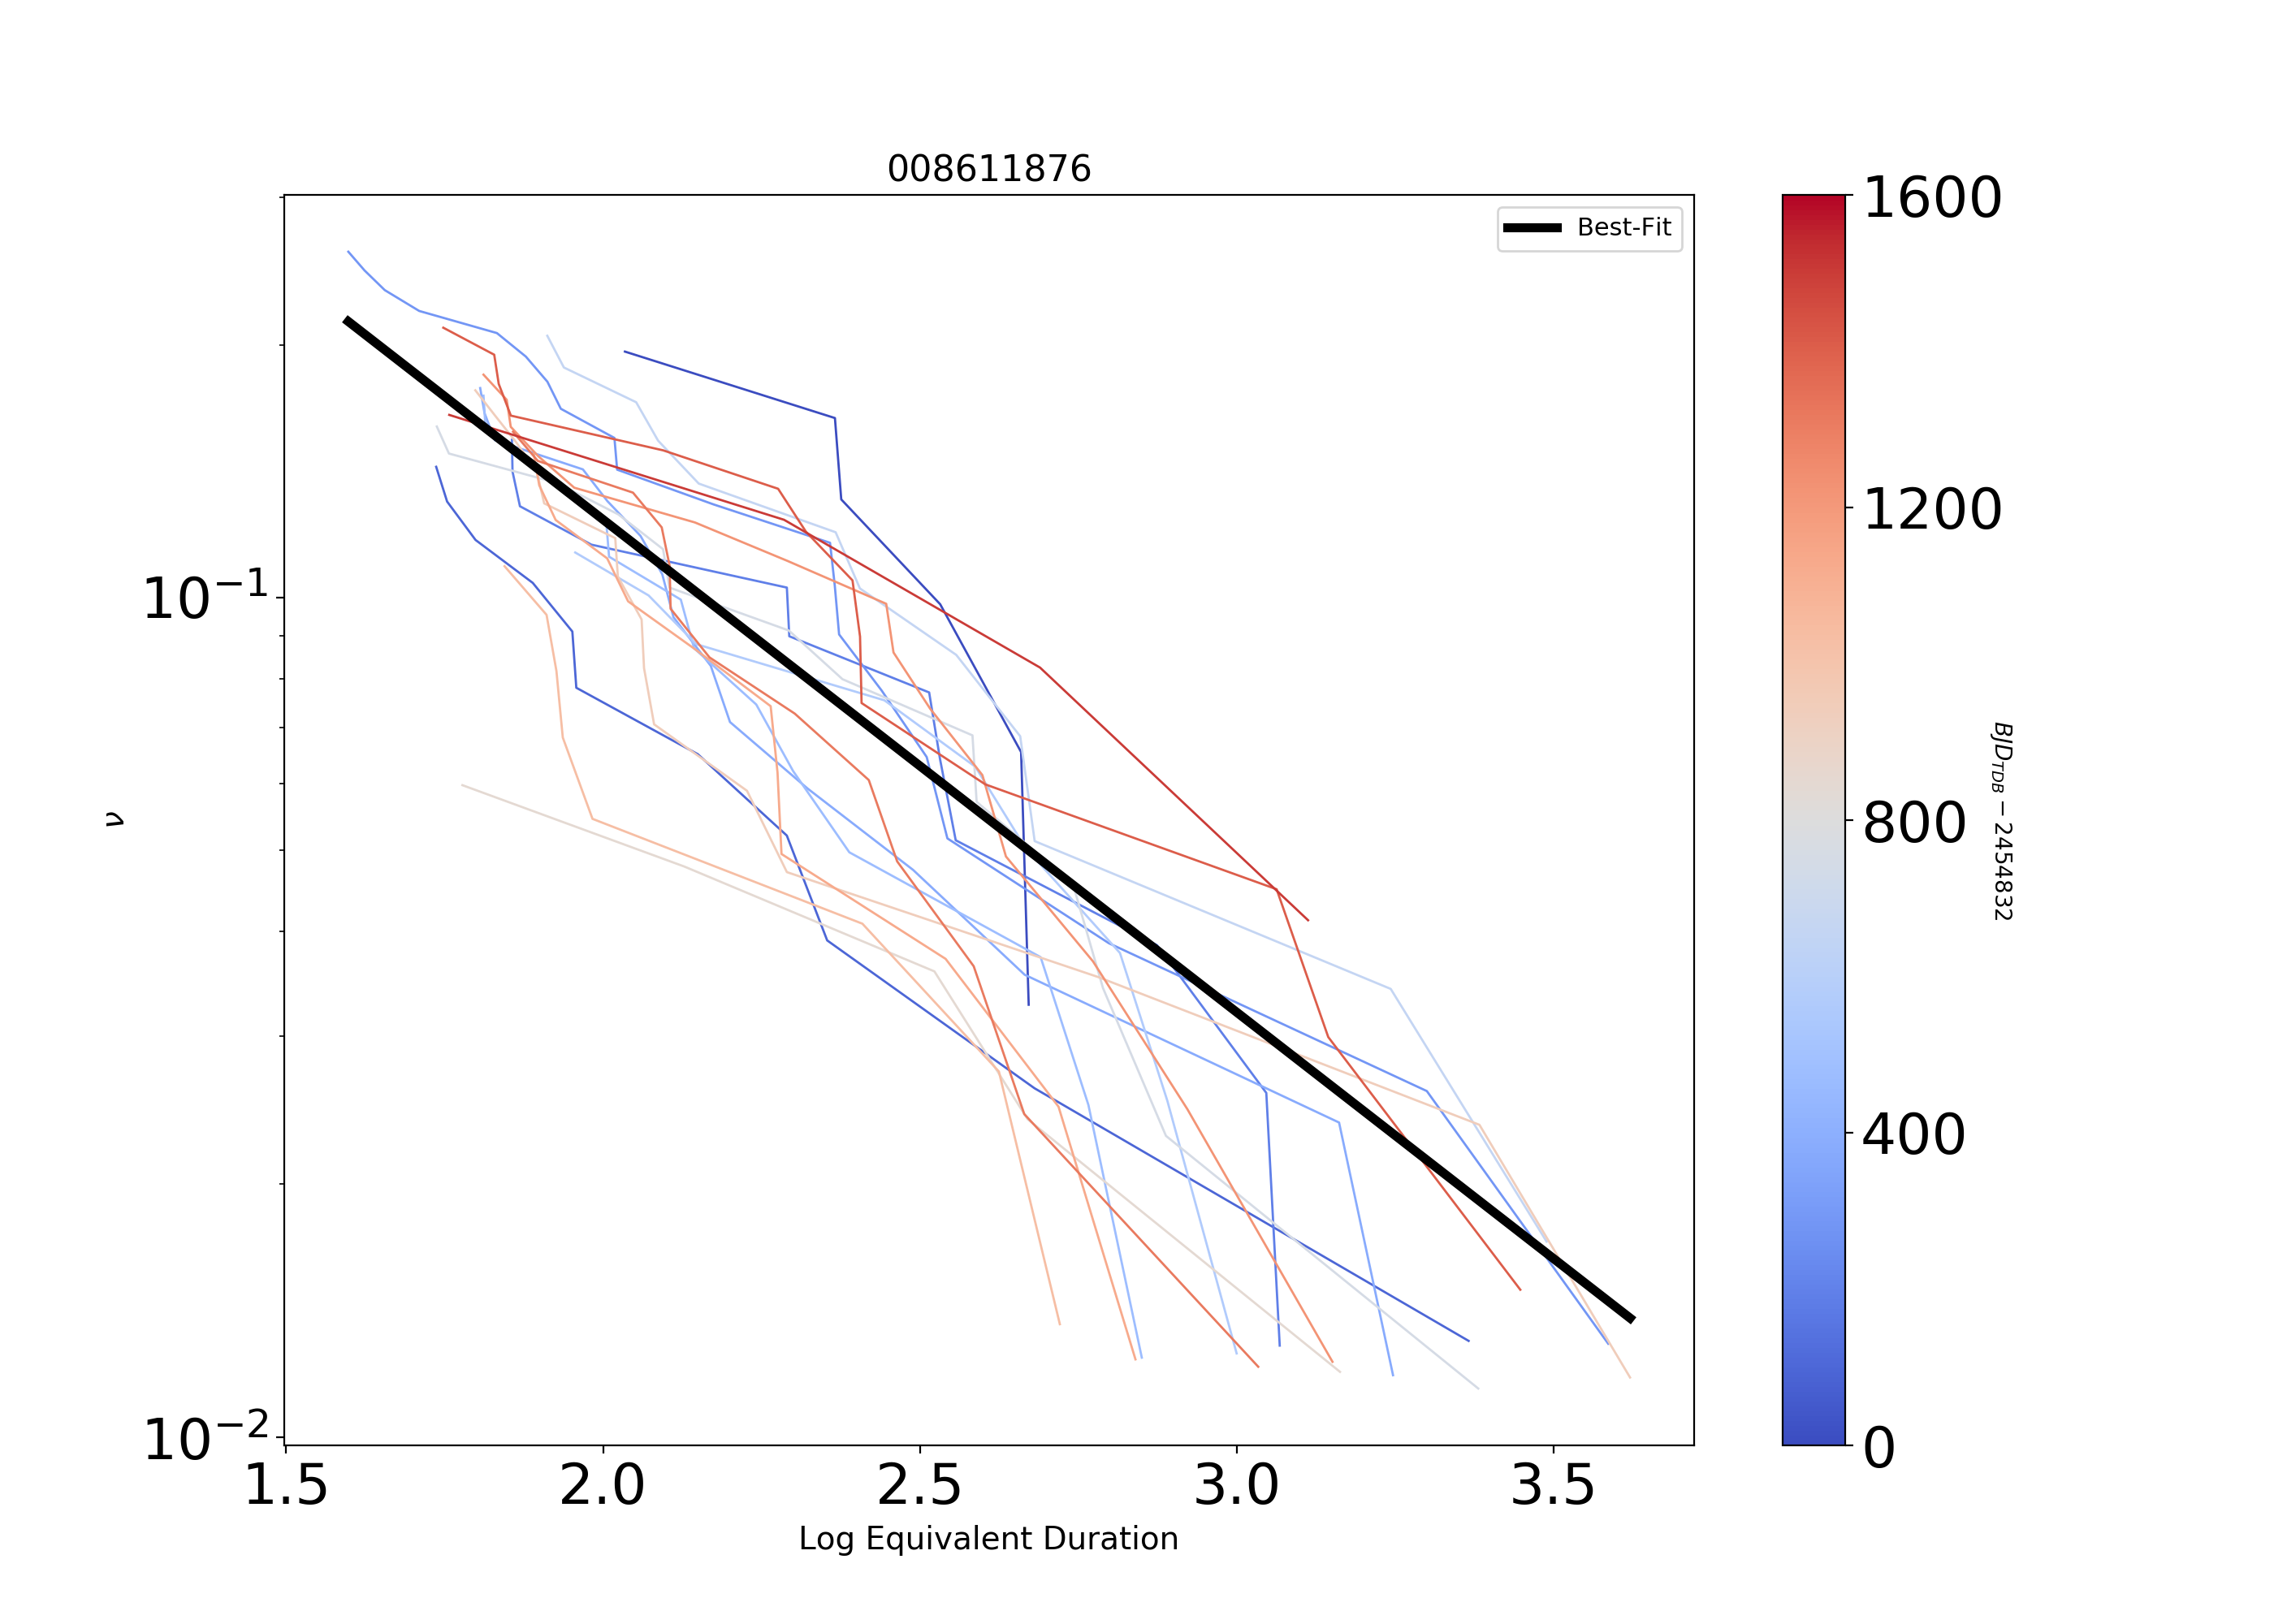 008611876
Best-Fit
10⁻¹
10⁻²
ν
1.5 2.0 2.5 3.0 3.5
Log Equivalent Duration
1600
1200
800
400
0
BJD_TDB − 2454832